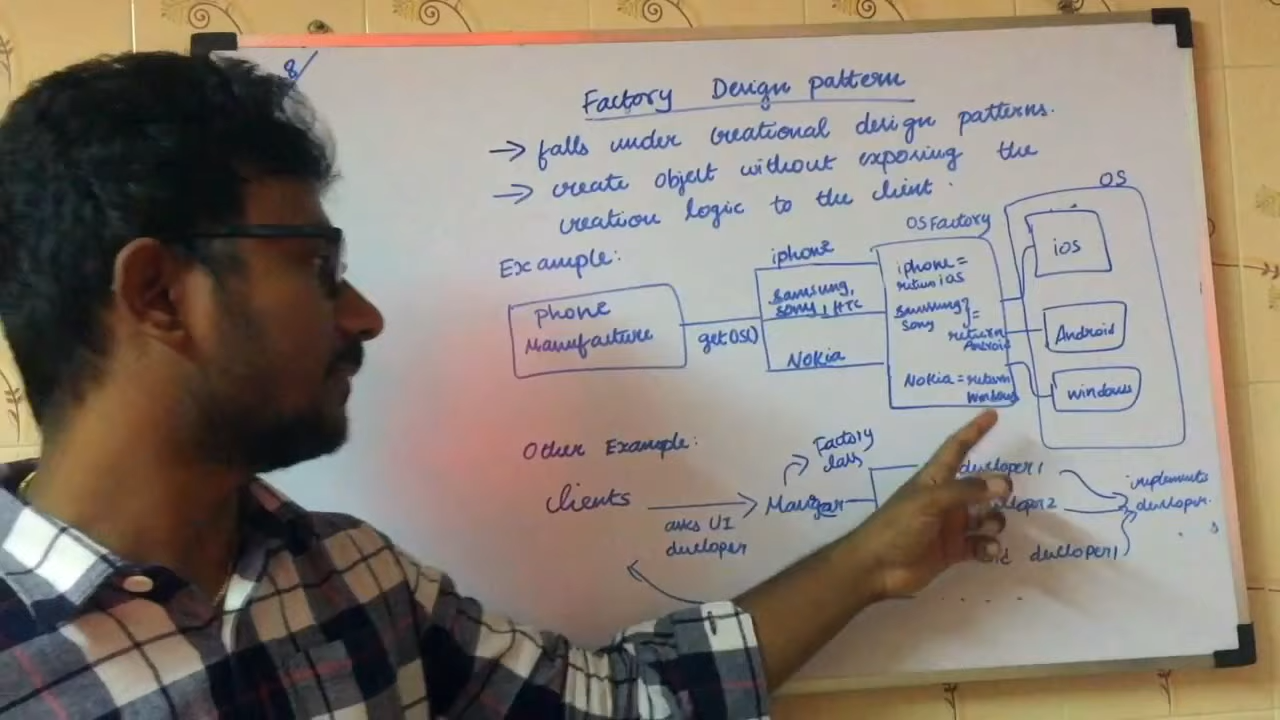 8
Factory Design pattern
→ falls under creational design patterns.
→ create object without exposing the
creation logic to the client.
Example:
phone
Manufacture
getOS()
iphone
Samsung,
Sony, HTC
Nokia
OSFactory
iphone =
return ios
Samsung }
Sony } =
return
Android
Nokia = return
Windows
OS
ios
Android
windows
Other Example:
clients
asks UI
developer
Factory
class
developer1
developer1
implements
developer.
s